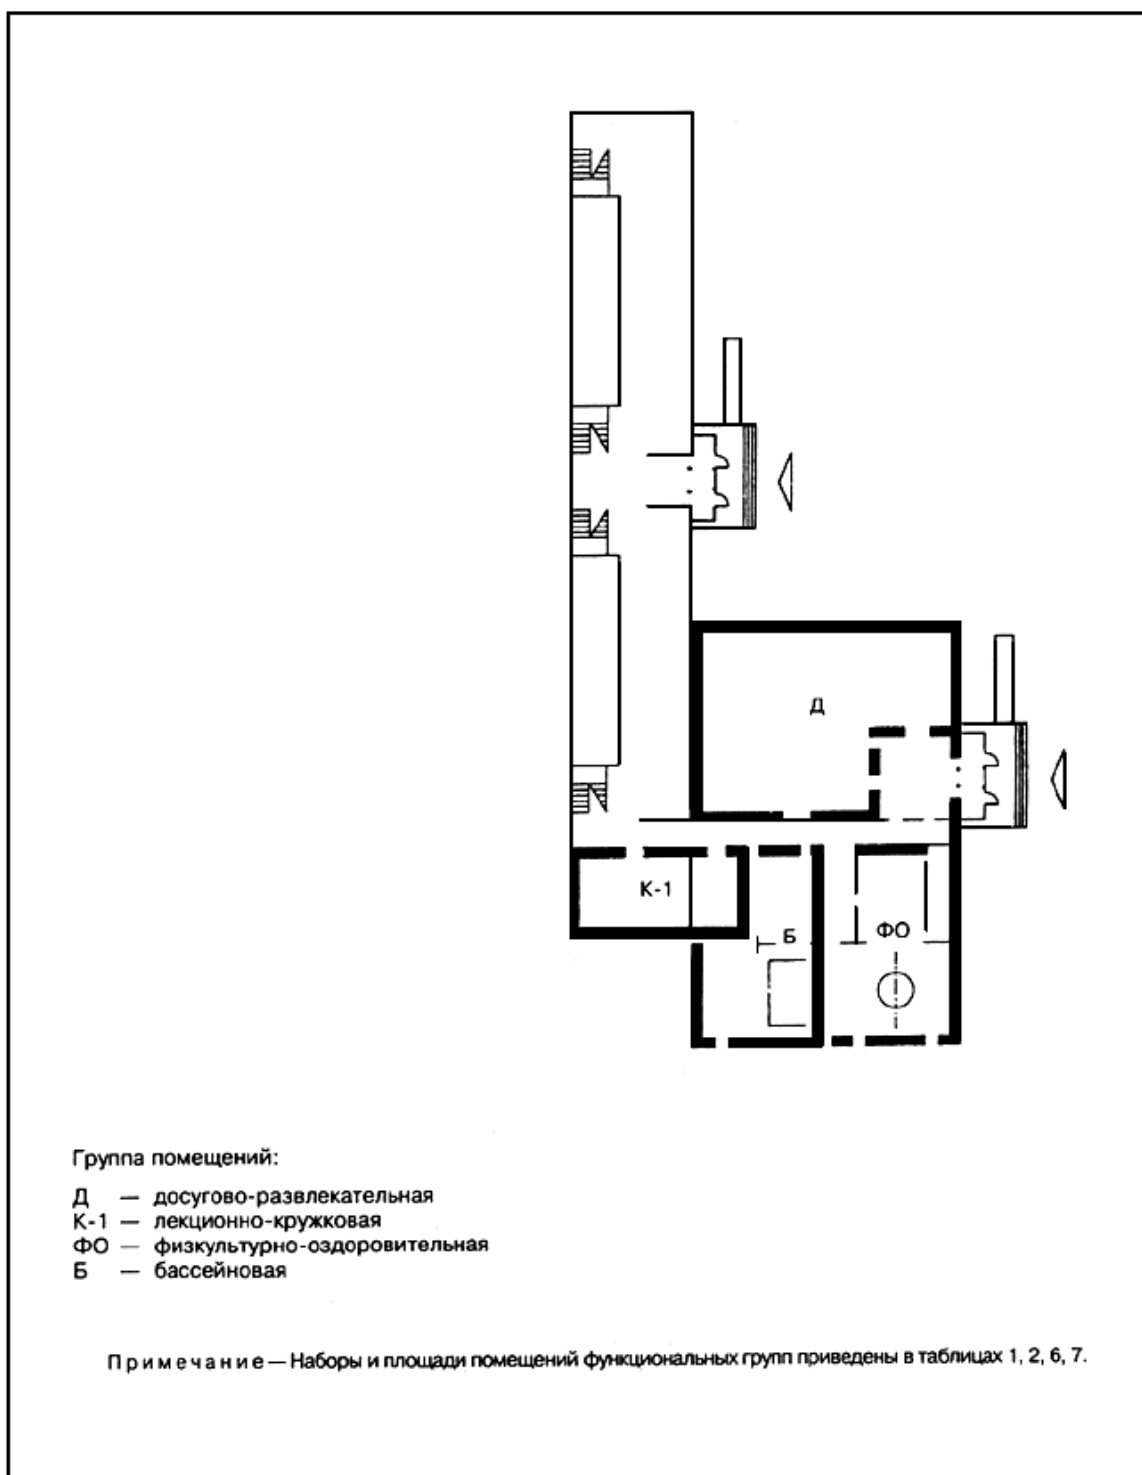 Д
К-1
Б
ФО
Группа помещений:
Д — досугово-развлекательная
К-1 — лекционно-кружковая
ФО — физкультурно-оздоровительная
Б — бассейновая
Примечание — Наборы и площади помещений функциональных групп приведены в таблицах 1, 2, 6, 7.